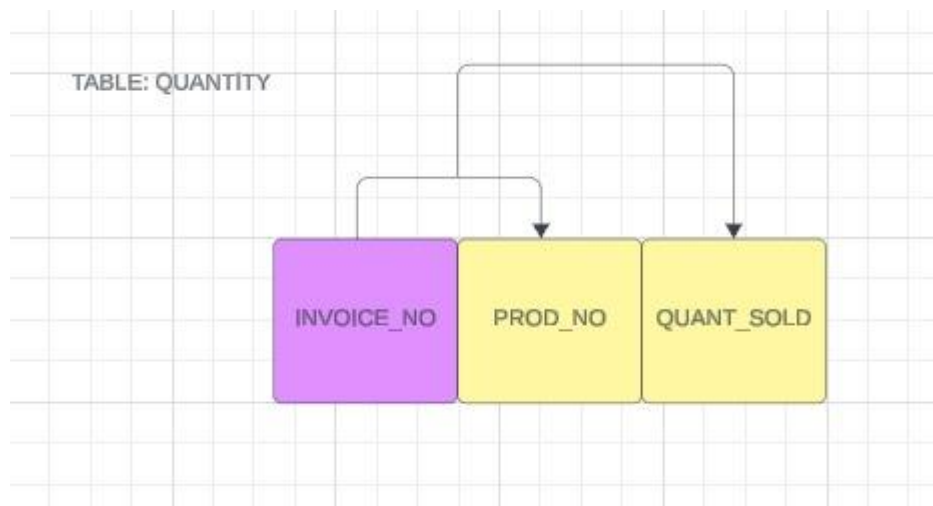 TABLE: QUANTITY
INVOICE_NO
PROD_NO
QUANT_SOLD